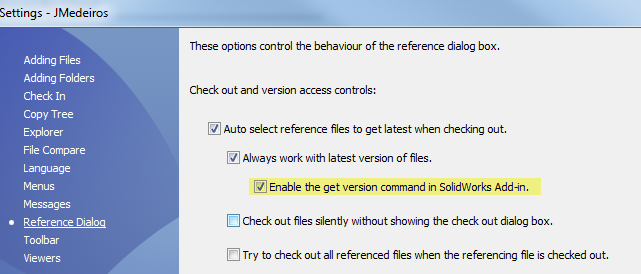 Settings - JMedeiros
These options control the behaviour of the reference dialog box.
Adding Files
Adding Folders
Check In
Copy Tree
Explorer
File Compare
Language
Menus
Messages
Reference Dialog
Toolbar
Viewers
Check out and version access controls:
Auto select reference files to get latest when checking out.
Always work with latest version of files.
Enable the get version command in SolidWorks Add-in.
Check out files silently without showing the check out dialog box.
Try to check out all referenced files when the referencing file is checked out.